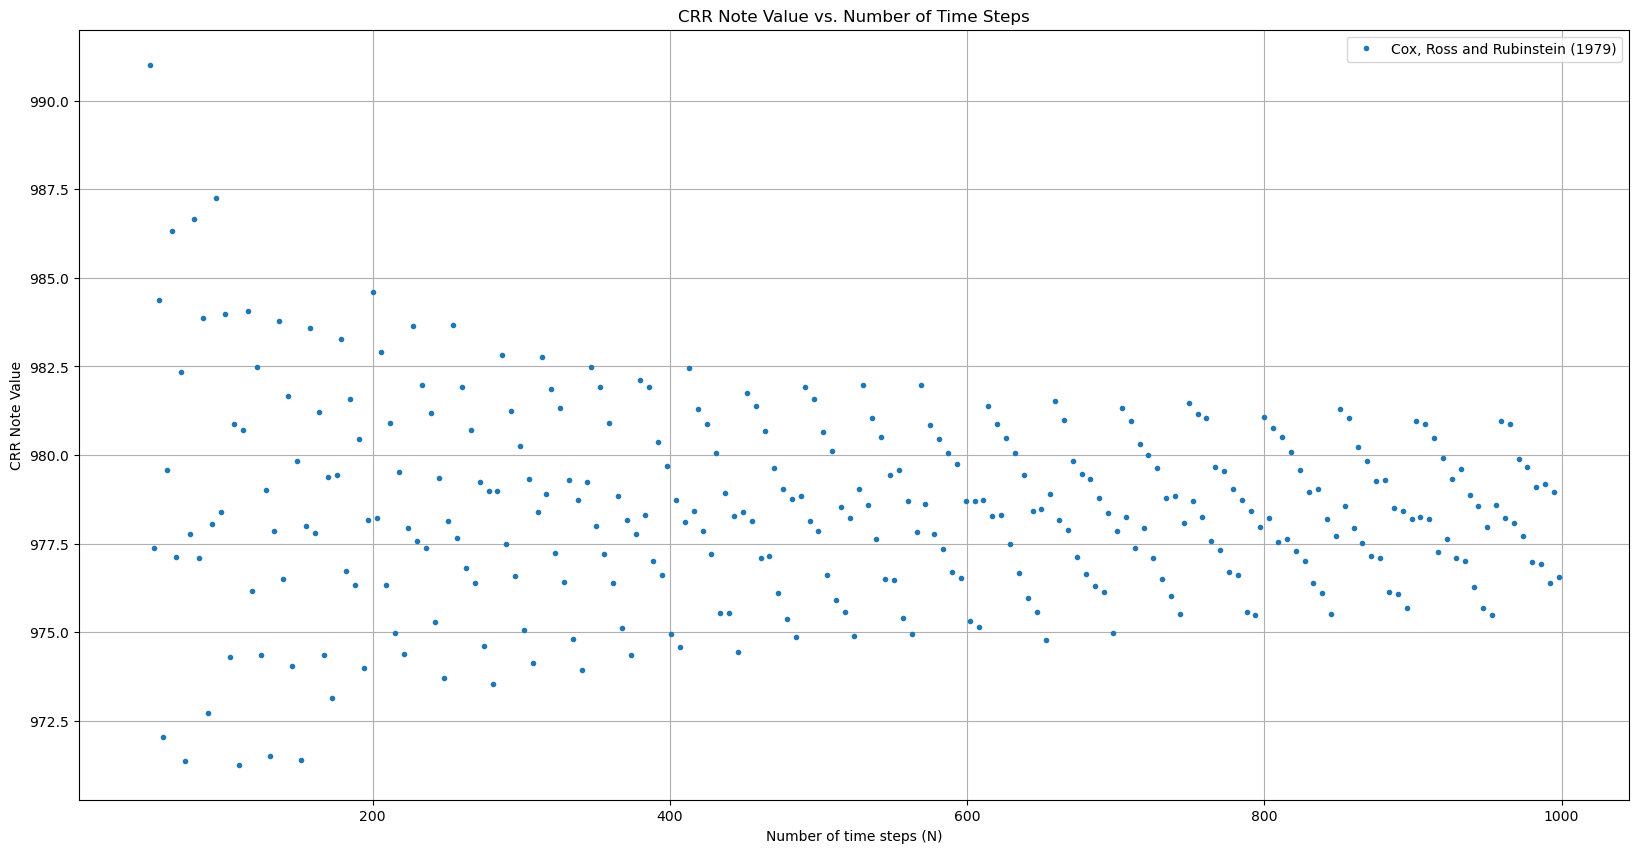 CRR Note Value vs. Number of Time Steps
Cox, Ross and Rubinstein (1979)
CRR Note Value
990.0
987.5
985.0
982.5
980.0
977.5
975.0
972.5
200 400 600 800 1000
Number of time steps (N)